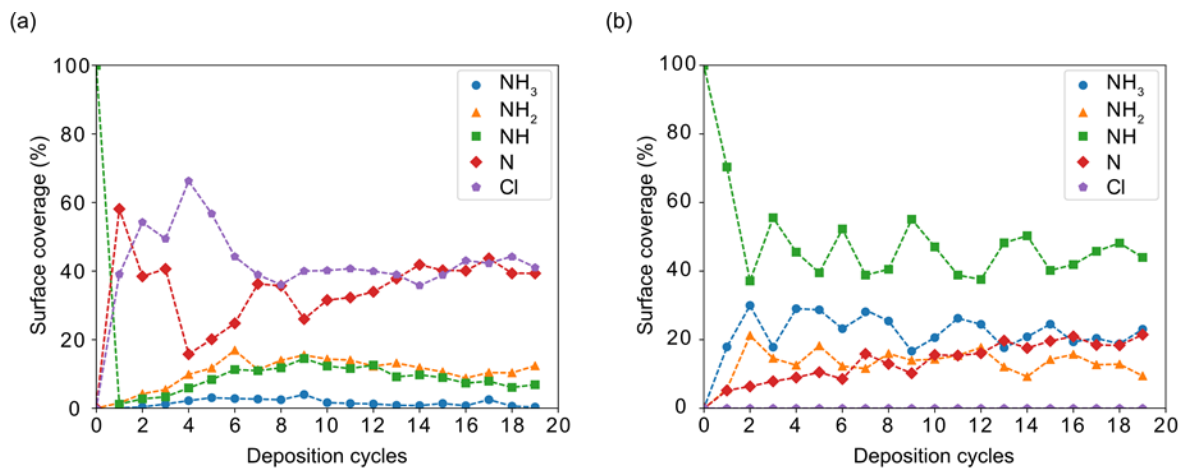 (a)
Surface coverage (%)
100
80
60
40
20
0
0 2 4 6 8 10 12 14 16 18 20
Deposition cycles
NH₃
NH₂
NH
N
Cl
(b)
Surface coverage (%)
100
80
60
40
20
0
0 2 4 6 8 10 12 14 16 18 20
Deposition cycles
NH₃
NH₂
NH
N
Cl